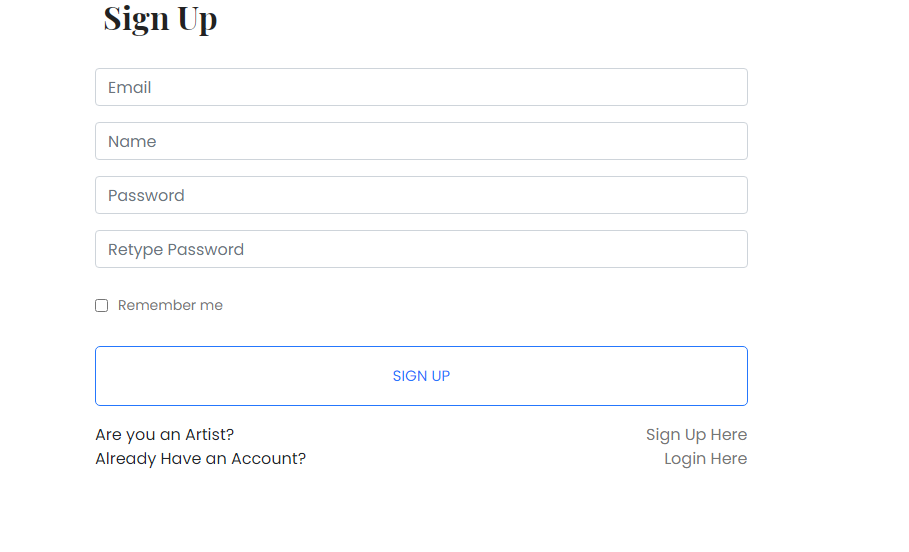 Sign Up
Email
Name
Password
Retype Password
Remember me
SIGN UP
Are you an Artist? Sign Up Here
Already Have an Account? Login Here